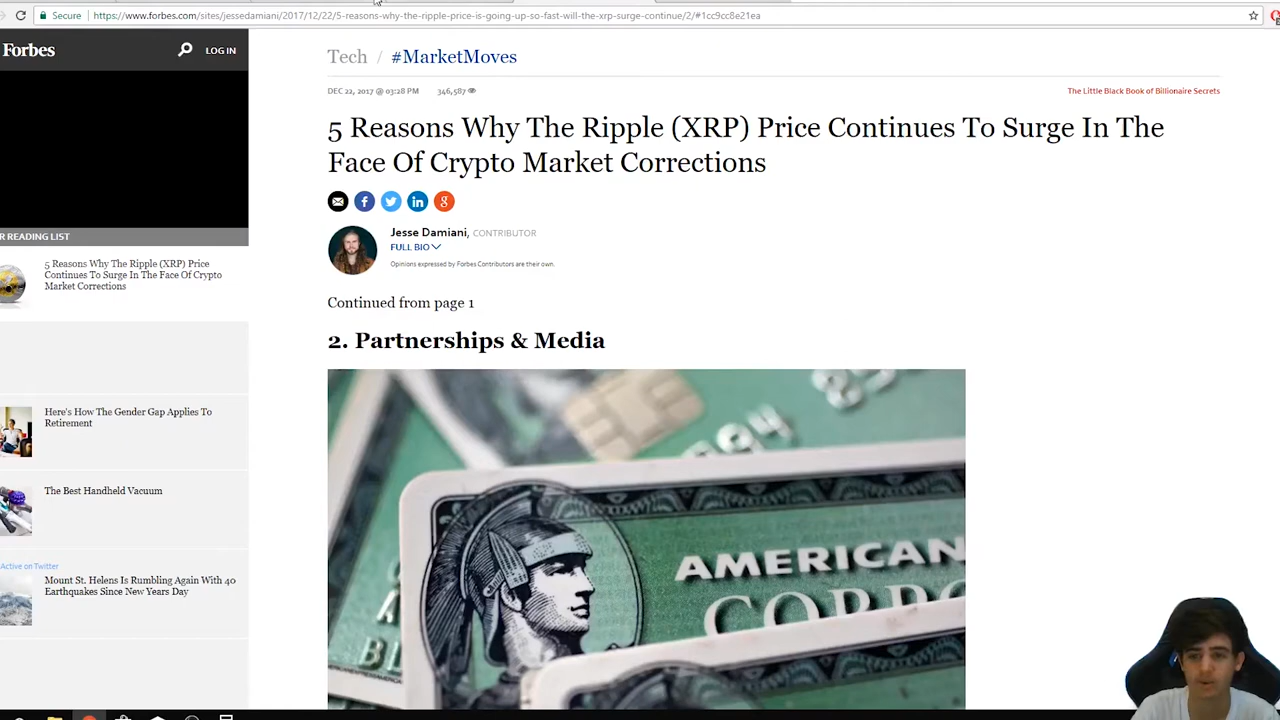 Secure
https://www.forbes.com/sites/jessedamiani/2017/12/22/5-reasons-why-the-ripple-price-is-going-up-so-fast-will-the-xrp-surge-continue/2/#1cc9cc8e21ea
Forbes
LOG IN
Tech / #MarketMoves
DEC 22, 2017 @ 03:28 PM 346,587
The Little Black Book of Billionaire Secrets
5 Reasons Why The Ripple (XRP) Price Continues To Surge In The
Face Of Crypto Market Corrections
Jesse Damiani, CONTRIBUTOR
FULL BIO
Opinions expressed by Forbes Contributors are their own.
Continued from page 1
2. Partnerships & Media
AMERICAN
R READING LIST
5 Reasons Why The Ripple (XRP) Price
Continues To Surge In The Face Of Crypto
Market Corrections
Here's How The Gender Gap Applies To
Retirement
The Best Handheld Vacuum
Active on Twitter
Mount St. Helens Is Rumbling Again With 40
Earthquakes Since New Years Day